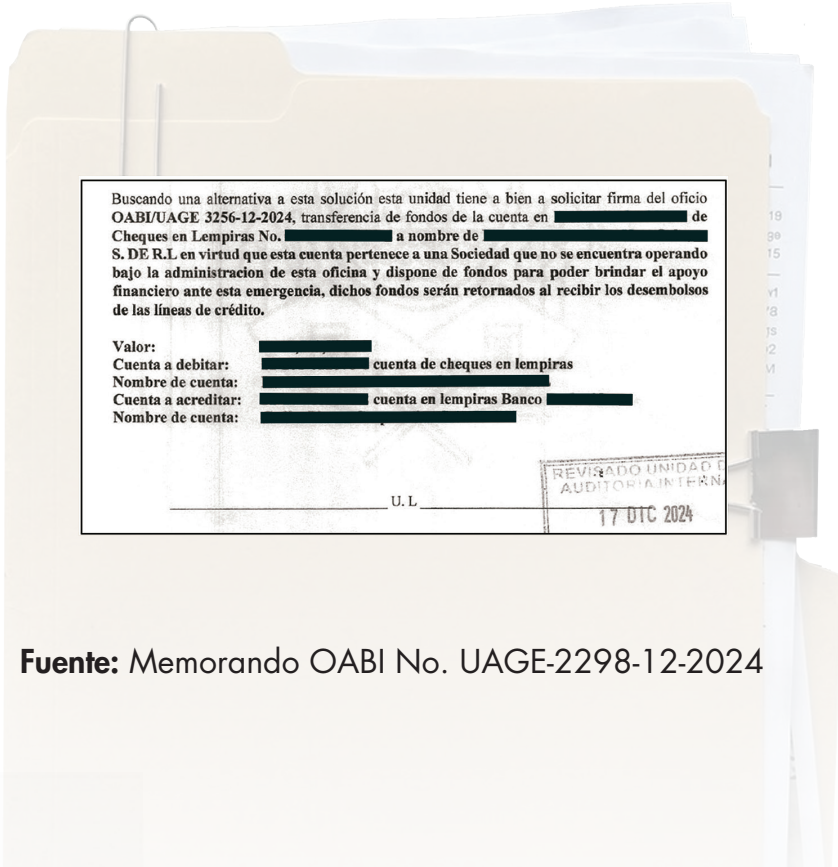 Buscando una alternativa a esta solución esta unidad tiene a bien a solicitar firma del oficio
OABI/UAGE 3256-12-2024, transferencia de fondos de la cuenta en de
Cheques en Lempiras No. a nombre de
S. DE R.L en virtud que esta cuenta pertenece a una Sociedad que no se encuentra operando
bajo la administracion de esta oficina y dispone de fondos para poder brindar el apoyo
financiero ante esta emergencia, dichos fondos serán retornados al recibir los desembolsos
de las líneas de crédito.
Valor:
Cuenta a debitar: cuenta de cheques en lempiras
Nombre de cuenta:
Cuenta a acreditar: cuenta en lempiras Banco
Nombre de cuenta:
U. L
REVISADO UNIDAD D
AUDITORIA INTERNA
17 DIC 2024
Fuente: Memorando OABI No. UAGE-2298-12-2024